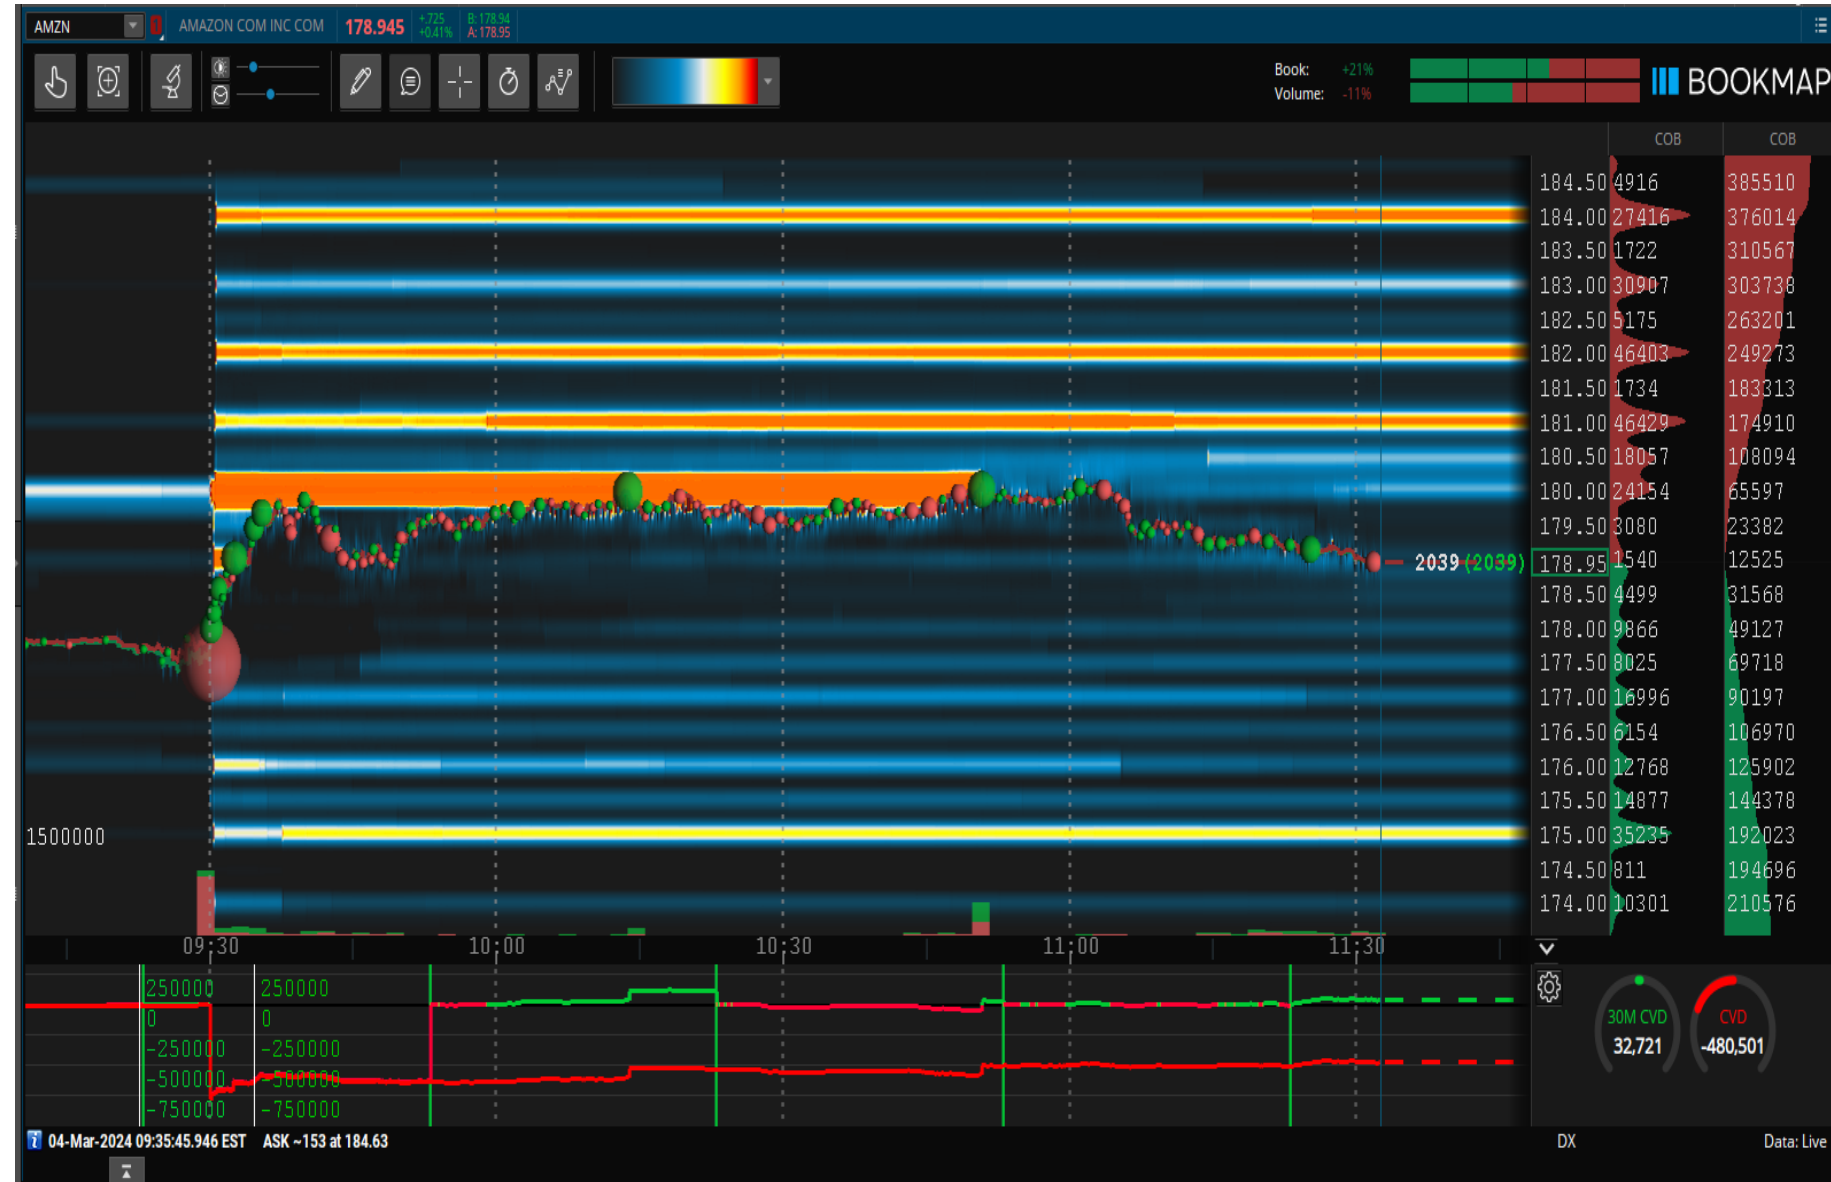 AMZN AMAZON COM INC COM 178.945 +.725 B: 178.94
+0.41% A: 178.95
Book: +21%
Volume: -11%
BOOKMAP
COB COB
184.50 4916 385510
184.00 27416 376014
183.50 1722 310567
183.00 30907 303738
182.50 5175 263201
182.00 46403 249273
181.50 1734 183313
181.00 46429 174910
180.50 18057 108094
180.00 24154 65597
179.50 3080 23382
2039 (2039) 178.95 1540 12525
178.50 4499 31568
178.00 9866 49127
177.50 8025 69718
177.00 16996 90197
176.50 6154 106970
176.00 12768 125902
175.50 14877 144378
1500000 175.00 35235 192023
174.50 811 194696
174.00 10301 210576
09:30 10:00 10:30 11:00 11:30
250000 250000
0 0
-250000 -250000
-500000 -500000
-750000 -750000
30M CVD CVD
32,721 -480,501
04-Mar-2024 09:35:45.946 EST ASK ~153 at 184.63 DX Data: Live